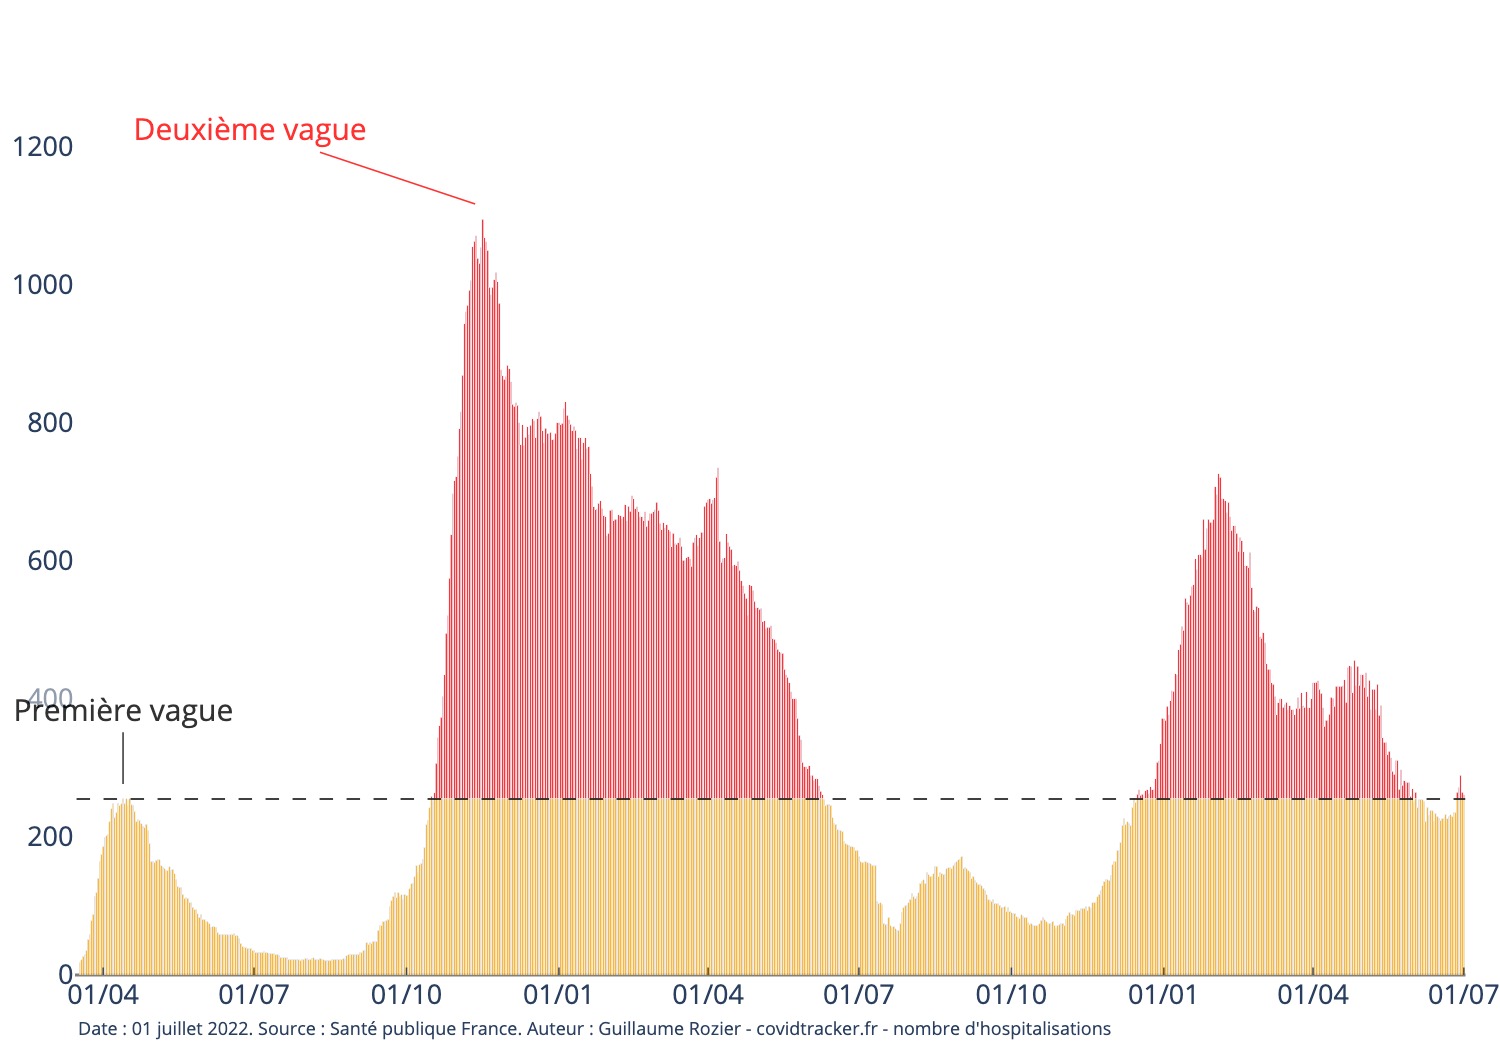 Deuxième vague
1200
1000
800
600
400
Première vague
200
0
01/04 01/07 01/10 01/01 01/04 01/07 01/10 01/01 01/04 01/07
Date : 01 juillet 2022. Source : Santé publique France. Auteur : Guillaume Rozier - covidtracker.fr - nombre d'hospitalisations